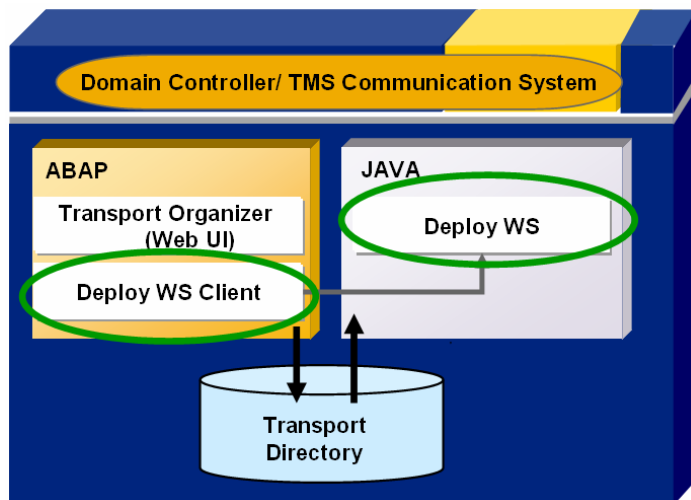 Domain Controller/ TMS Communication System
ABAP
Transport Organizer
(Web UI)
Deploy WS Client
JAVA
Deploy WS
Transport
Directory